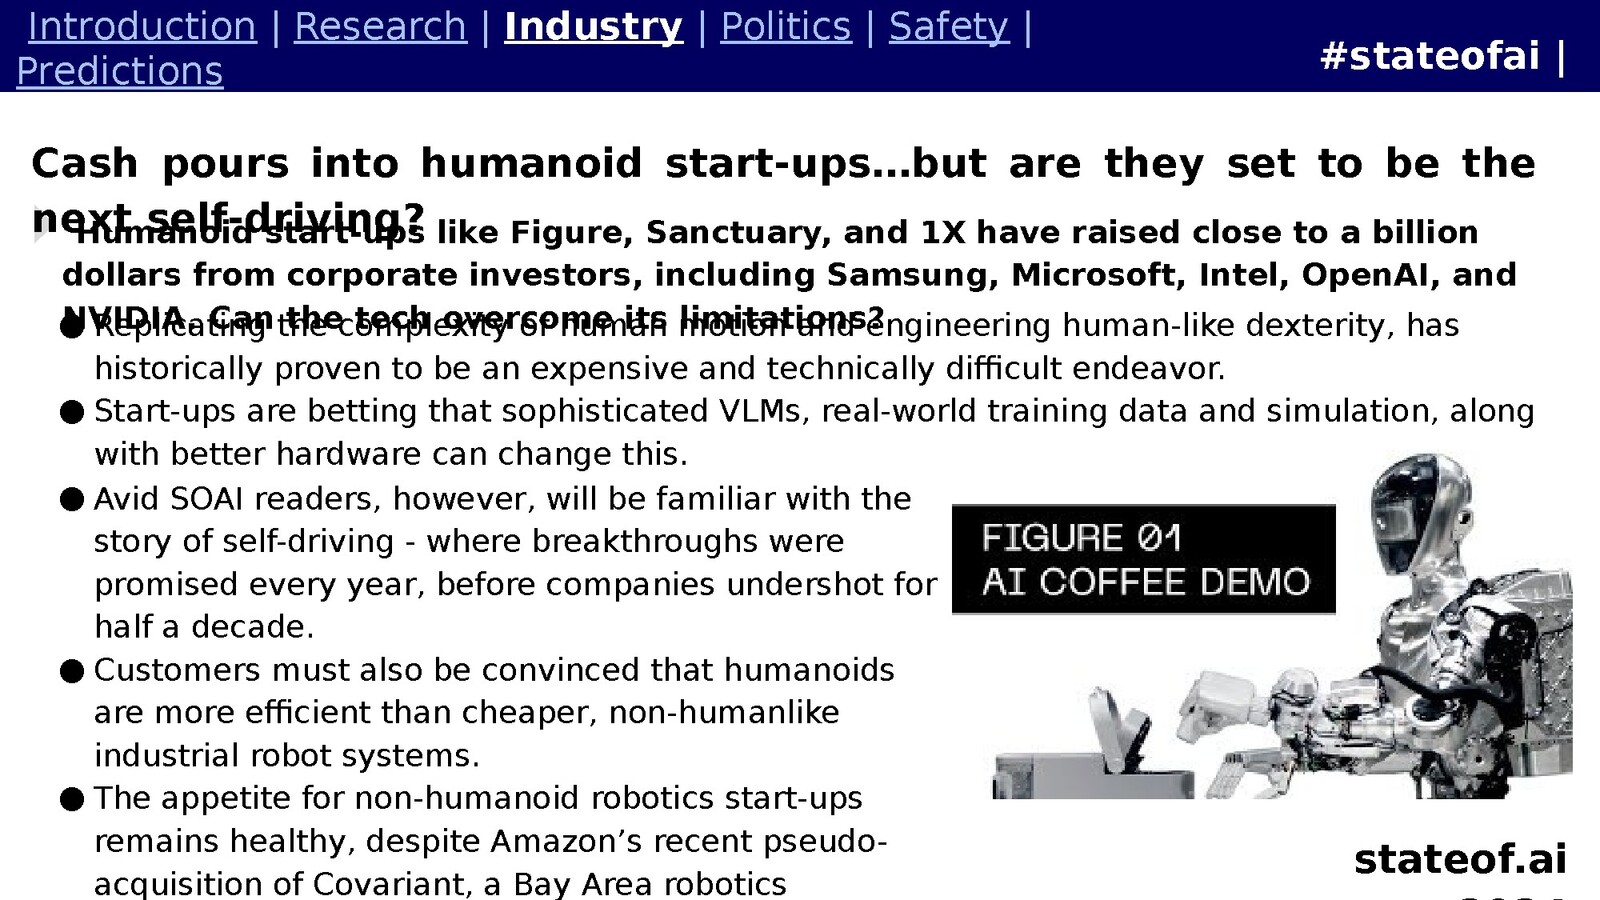 Introduction | Research | Industry | Politics | Safety |
Predictions
#stateofai |
Cash pours into humanoid start-ups…but are they set to be the
next self-driving?
Humanoid start-ups like Figure, Sanctuary, and 1X have raised close to a billion
dollars from corporate investors, including Samsung, Microsoft, Intel, OpenAI, and
NVIDIA. Can the tech overcome its limitations?
● Replicating the complexity of human motion and engineering human-like dexterity, has
historically proven to be an expensive and technically difficult endeavor.
● Start-ups are betting that sophisticated VLMs, real-world training data and simulation, along
with better hardware can change this.
● Avid SOAI readers, however, will be familiar with the
story of self-driving - where breakthroughs were
promised every year, before companies undershot for
half a decade.
● Customers must also be convinced that humanoids
are more efficient than cheaper, non-humanlike
industrial robot systems.
● The appetite for non-humanoid robotics start-ups
remains healthy, despite Amazon’s recent pseudo-
acquisition of Covariant, a Bay Area robotics
FIGURE 01
AI COFFEE DEMO
stateof.ai